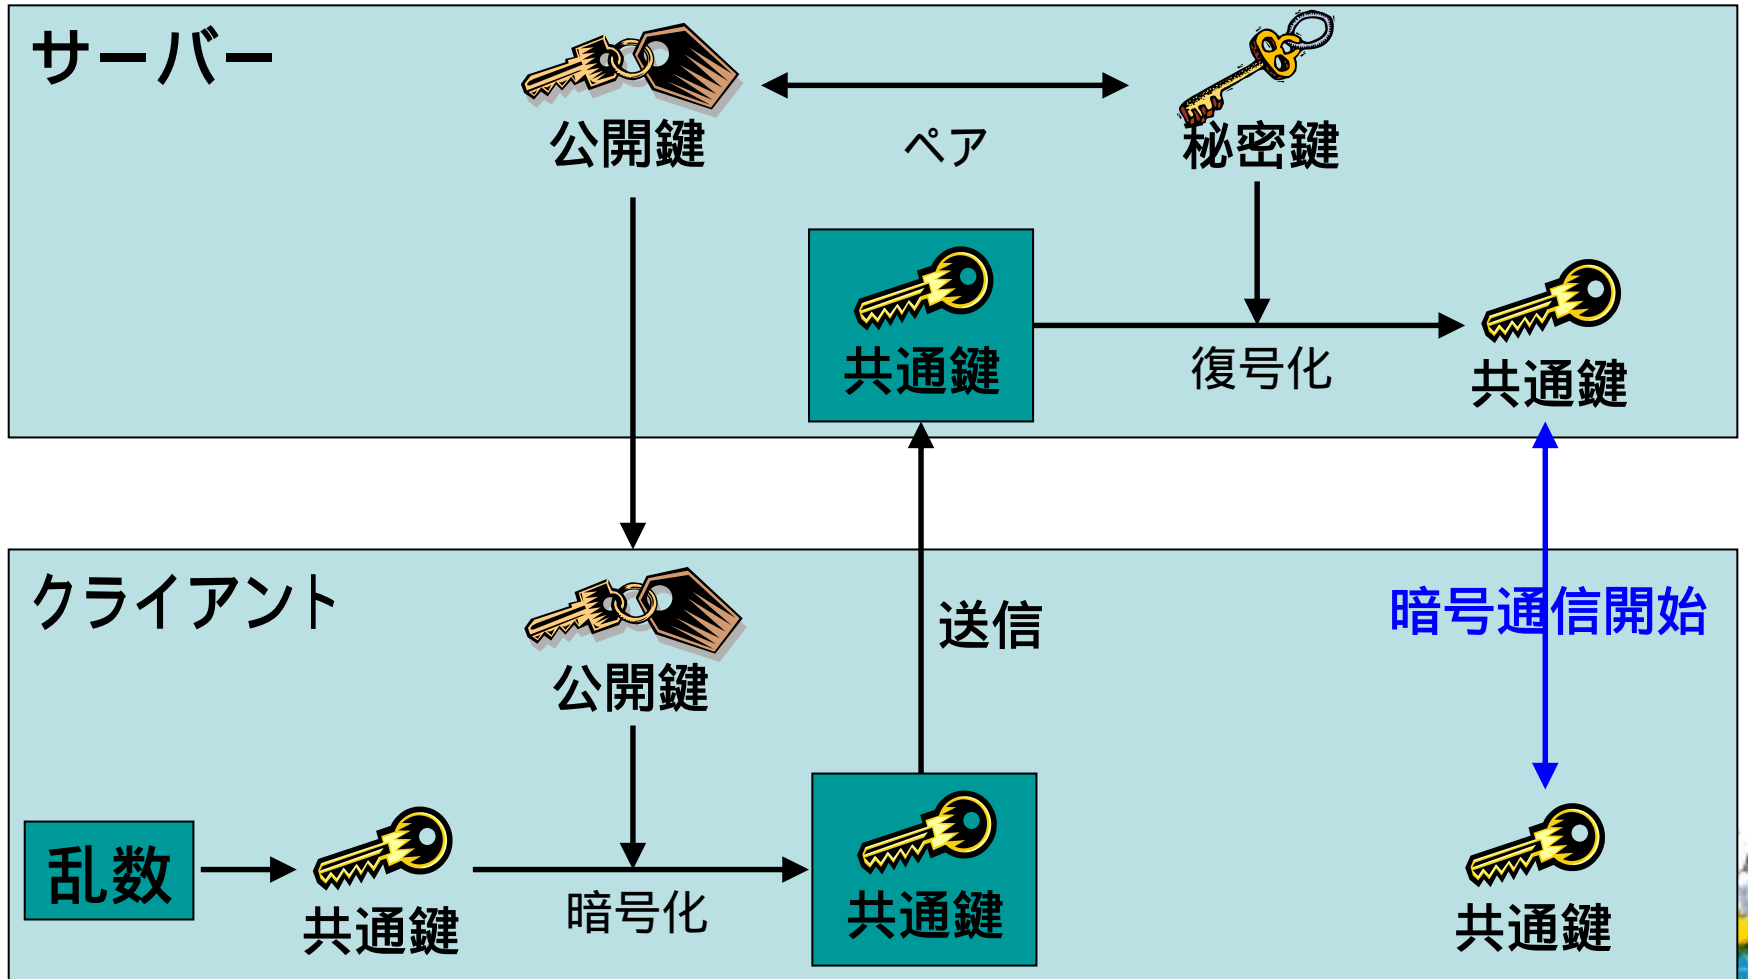 サーバー
公開鍵
ペア
秘密鍵
共通鍵
復号化
共通鍵
クライアント
公開鍵
送信
暗号通信開始
乱数
共通鍵
暗号化
共通鍵
共通鍵